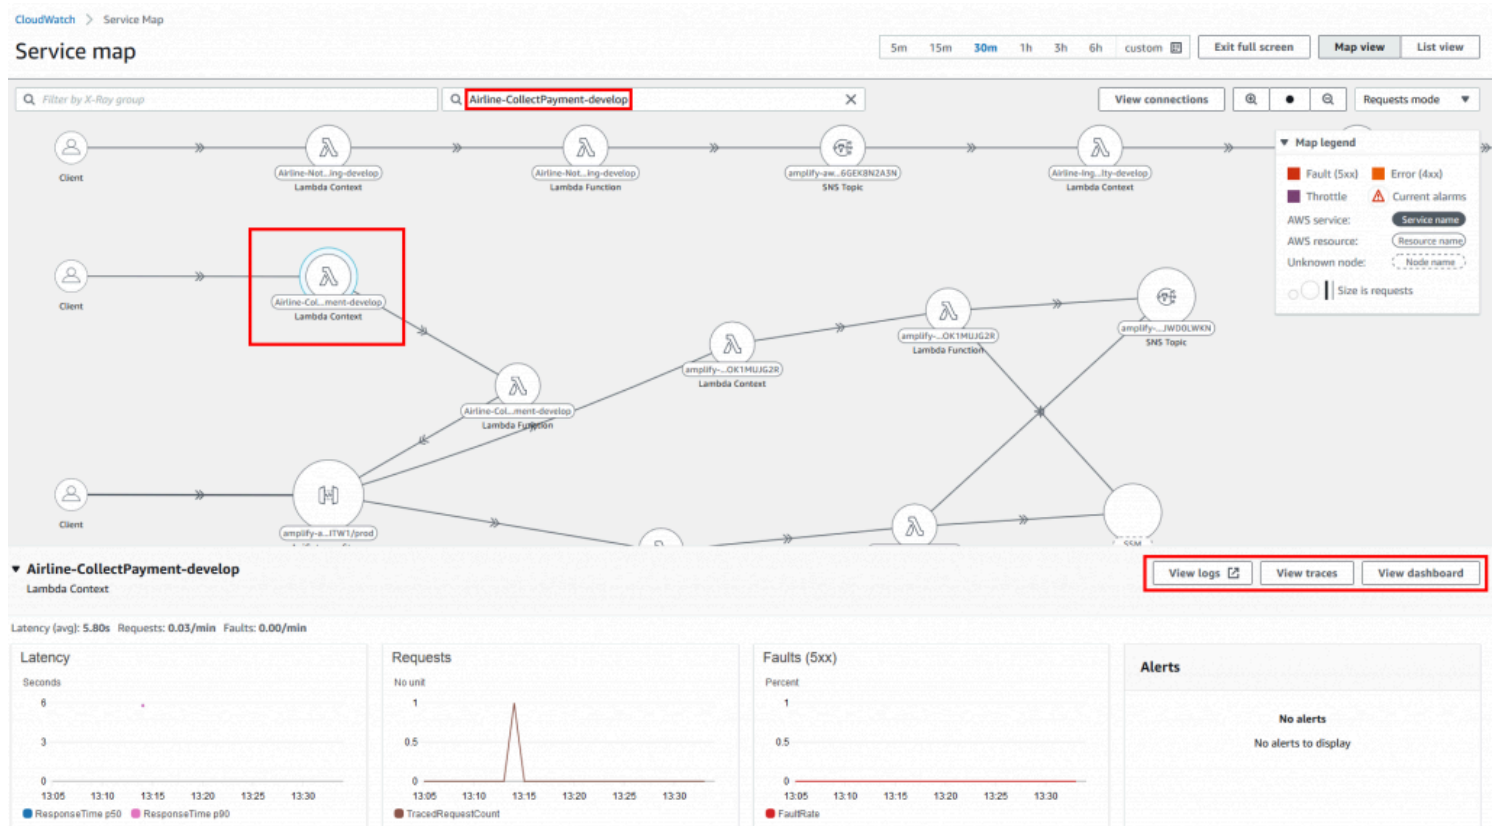 CloudWatch > Service Map
Service map
5m 15m 30m 1h 3h 6h custom
Exit full screen
Map view List view
Filter by X-Ray group
Airline-CollectPayment-develop
View connections
Requests mode
Client
Airline-Not...ing-develop
Lambda Context
Airline-Not...ing-develop
Lambda Function
amplify-aw...6GEK8N2A3N
SNS Topic
Airline-Ing...lty-develop
Lambda Context
Map legend
Fault (5xx) Error (4xx)
Throttle Current alarms
AWS service: Service name
AWS resource: Resource name
Unknown node: Node name
Size is requests
Client
Airline-Col...ment-develop
Lambda Context
amplify-...OK1MUJG2R
Lambda Context
amplify-...OK1MUJG2R
Lambda Function
amplify-...JWD0LWKN
SNS Topic
Airline-Col...ment-develop
Lambda Function
Client
amplify-a...ITW1/prod
SSM
Airline-CollectPayment-develop
Lambda Context
View logs View traces View dashboard
Latency (avg): 5.80s Requests: 0.03/min Faults: 0.00/min
Latency
Seconds
6
3
0
13:05 13:10 13:15 13:20 13:25 13:30
ResponseTime p50 ResponseTime p90
Requests
No unit
1
0.5
0
13:05 13:10 13:15 13:20 13:25 13:30
TracedRequestCount
Faults (5xx)
Percent
1
0.5
0
13:05 13:10 13:15 13:20 13:25 13:30
FaultRate
Alerts
No alerts
No alerts to display